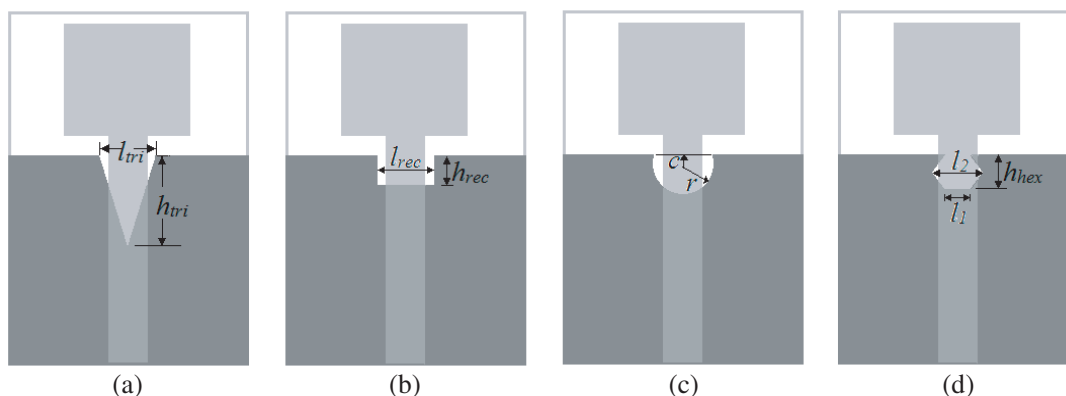 l_tri
h_tri
(a)
l_rec
h_rec
(b)
c
r
(c)
l_2
h_hex
l_1
(d)